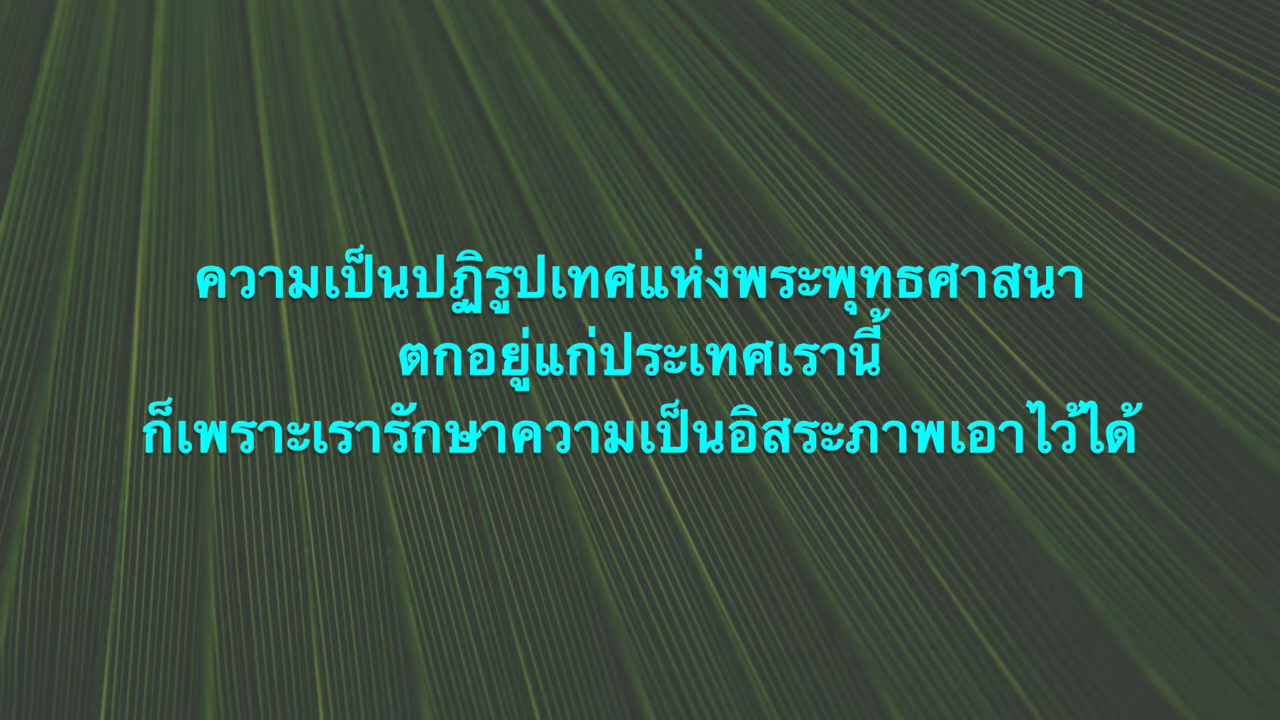 ความเป็นปฏิรูปเทศแห่งพระพุทธศาสนา
ตกอยู่แก่ประเทศเรานี้
ก็เพราะเรารักษาความเป็นอิสระภาพเอาไว้ได้